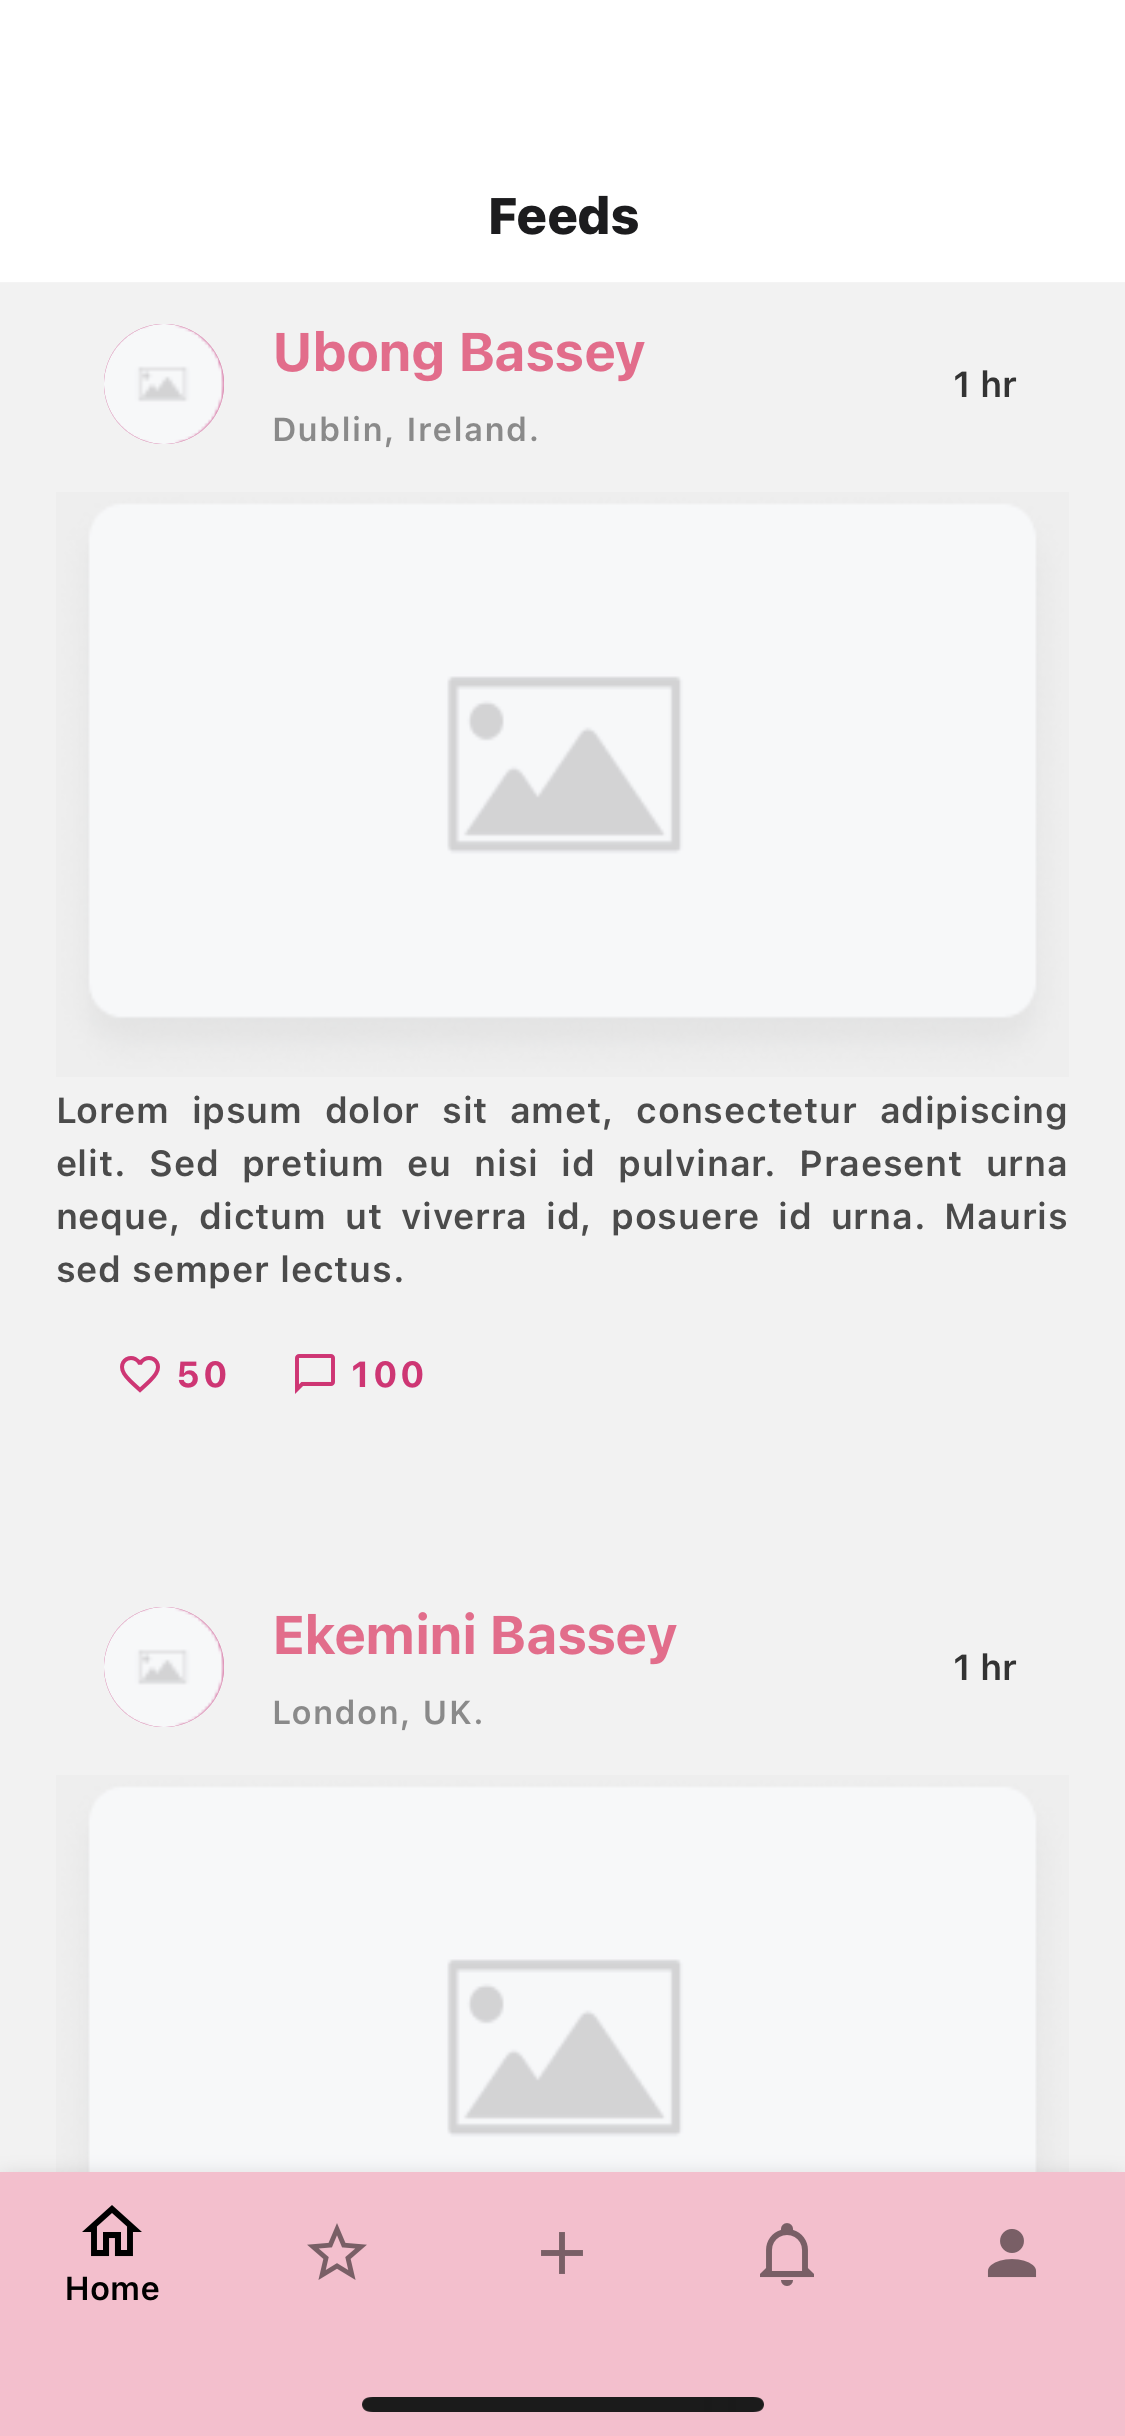 Feeds
Ubong Bassey
1 hr
Dublin, Ireland.
Lorem ipsum dolor sit amet, consectetur adipiscing
elit. Sed pretium eu nisi id pulvinar. Praesent urna
neque, dictum ut viverra id, posuere id urna. Mauris
sed semper lectus.
50 100
Ekemini Bassey
1 hr
London, UK.
Home